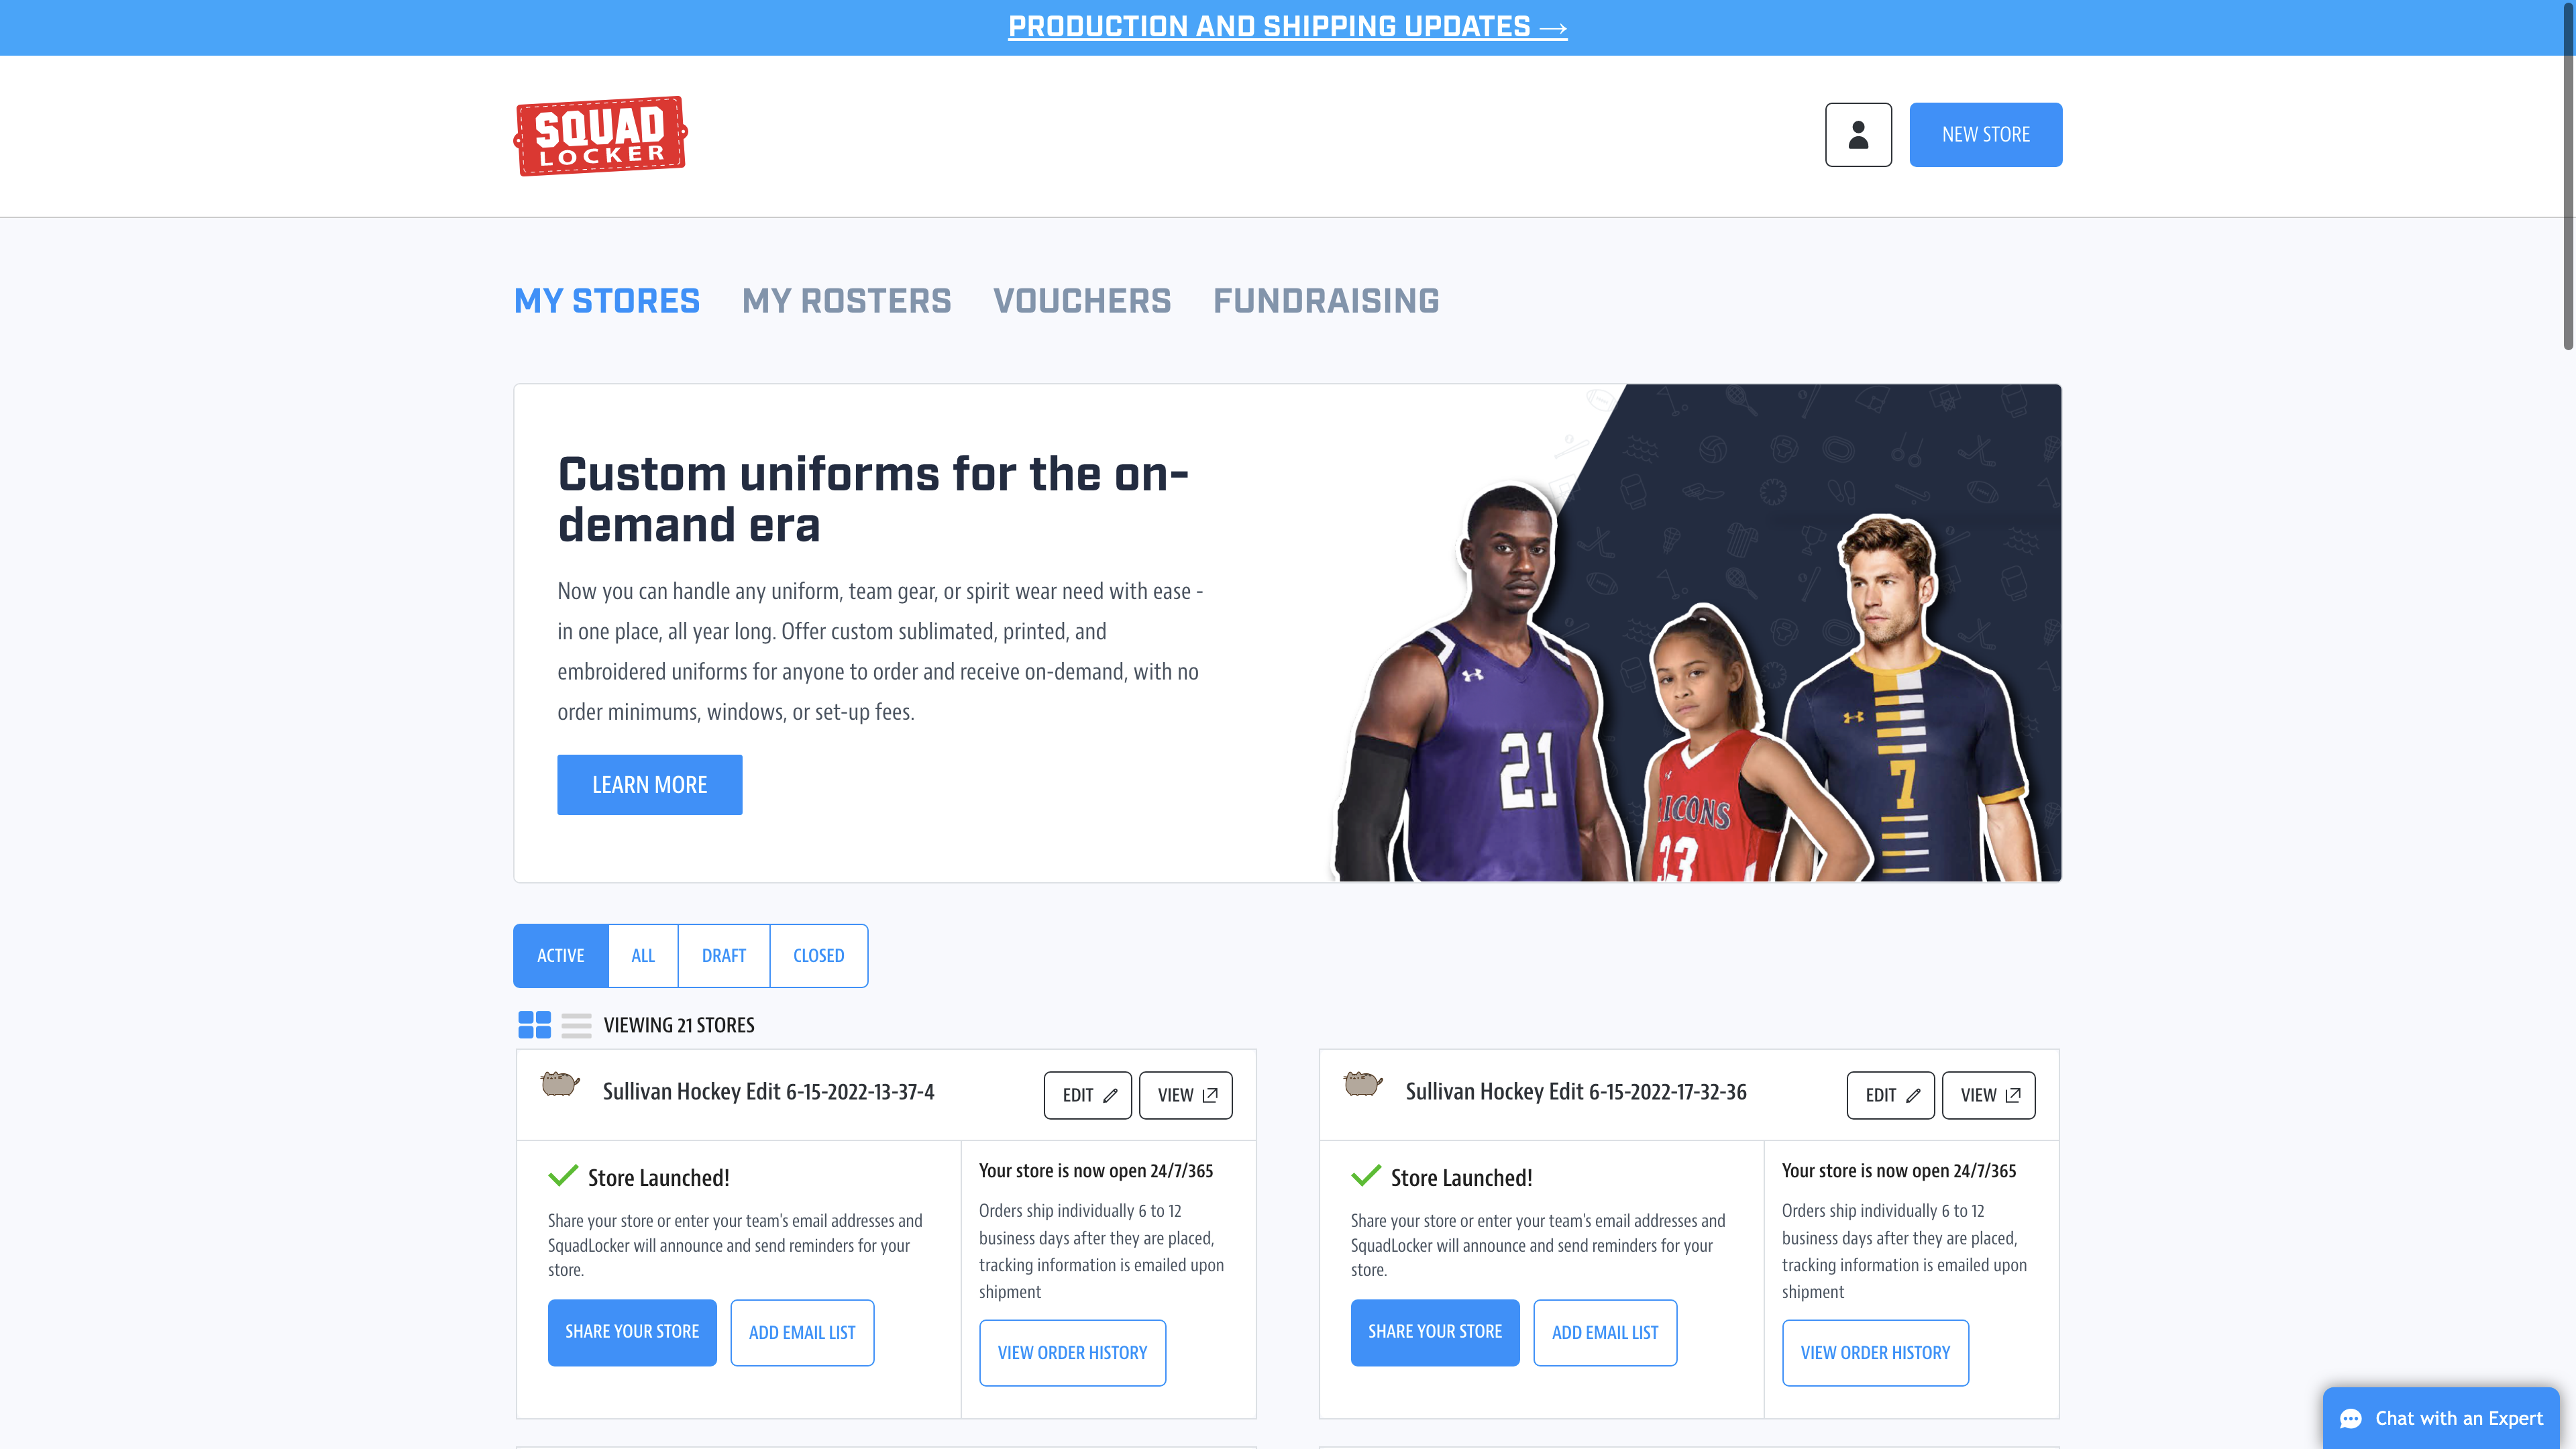 PRODUCTION AND SHIPPING UPDATES →
SQUAD
LOCKER
NEW STORE
MY STORES
MY ROSTERS
VOUCHERS
FUNDRAISING
Custom uniforms for the on-
demand era
Now you can handle any uniform, team gear, or spirit wear need with ease -
in one place, all year long. Offer custom sublimated, printed, and
embroidered uniforms for anyone to order and receive on-demand, with no
order minimums, windows, or set-up fees.
LEARN MORE
21
ICONS
33
7
ACTIVE
ALL
DRAFT
CLOSED
VIEWING 21 STORES
Sullivan Hockey Edit 6-15-2022-13-37-4
EDIT
VIEW
Store Launched!
Share your store or enter your team's email addresses and
SquadLocker will announce and send reminders for your
store.
SHARE YOUR STORE
ADD EMAIL LIST
Your store is now open 24/7/365
Orders ship individually 6 to 12
business days after they are placed,
tracking information is emailed upon
shipment
VIEW ORDER HISTORY
Sullivan Hockey Edit 6-15-2022-17-32-36
EDIT
VIEW
Store Launched!
Share your store or enter your team's email addresses and
SquadLocker will announce and send reminders for your
store.
SHARE YOUR STORE
ADD EMAIL LIST
Your store is now open 24/7/365
Orders ship individually 6 to 12
business days after they are placed,
tracking information is emailed upon
shipment
VIEW ORDER HISTORY
Chat with an Expert